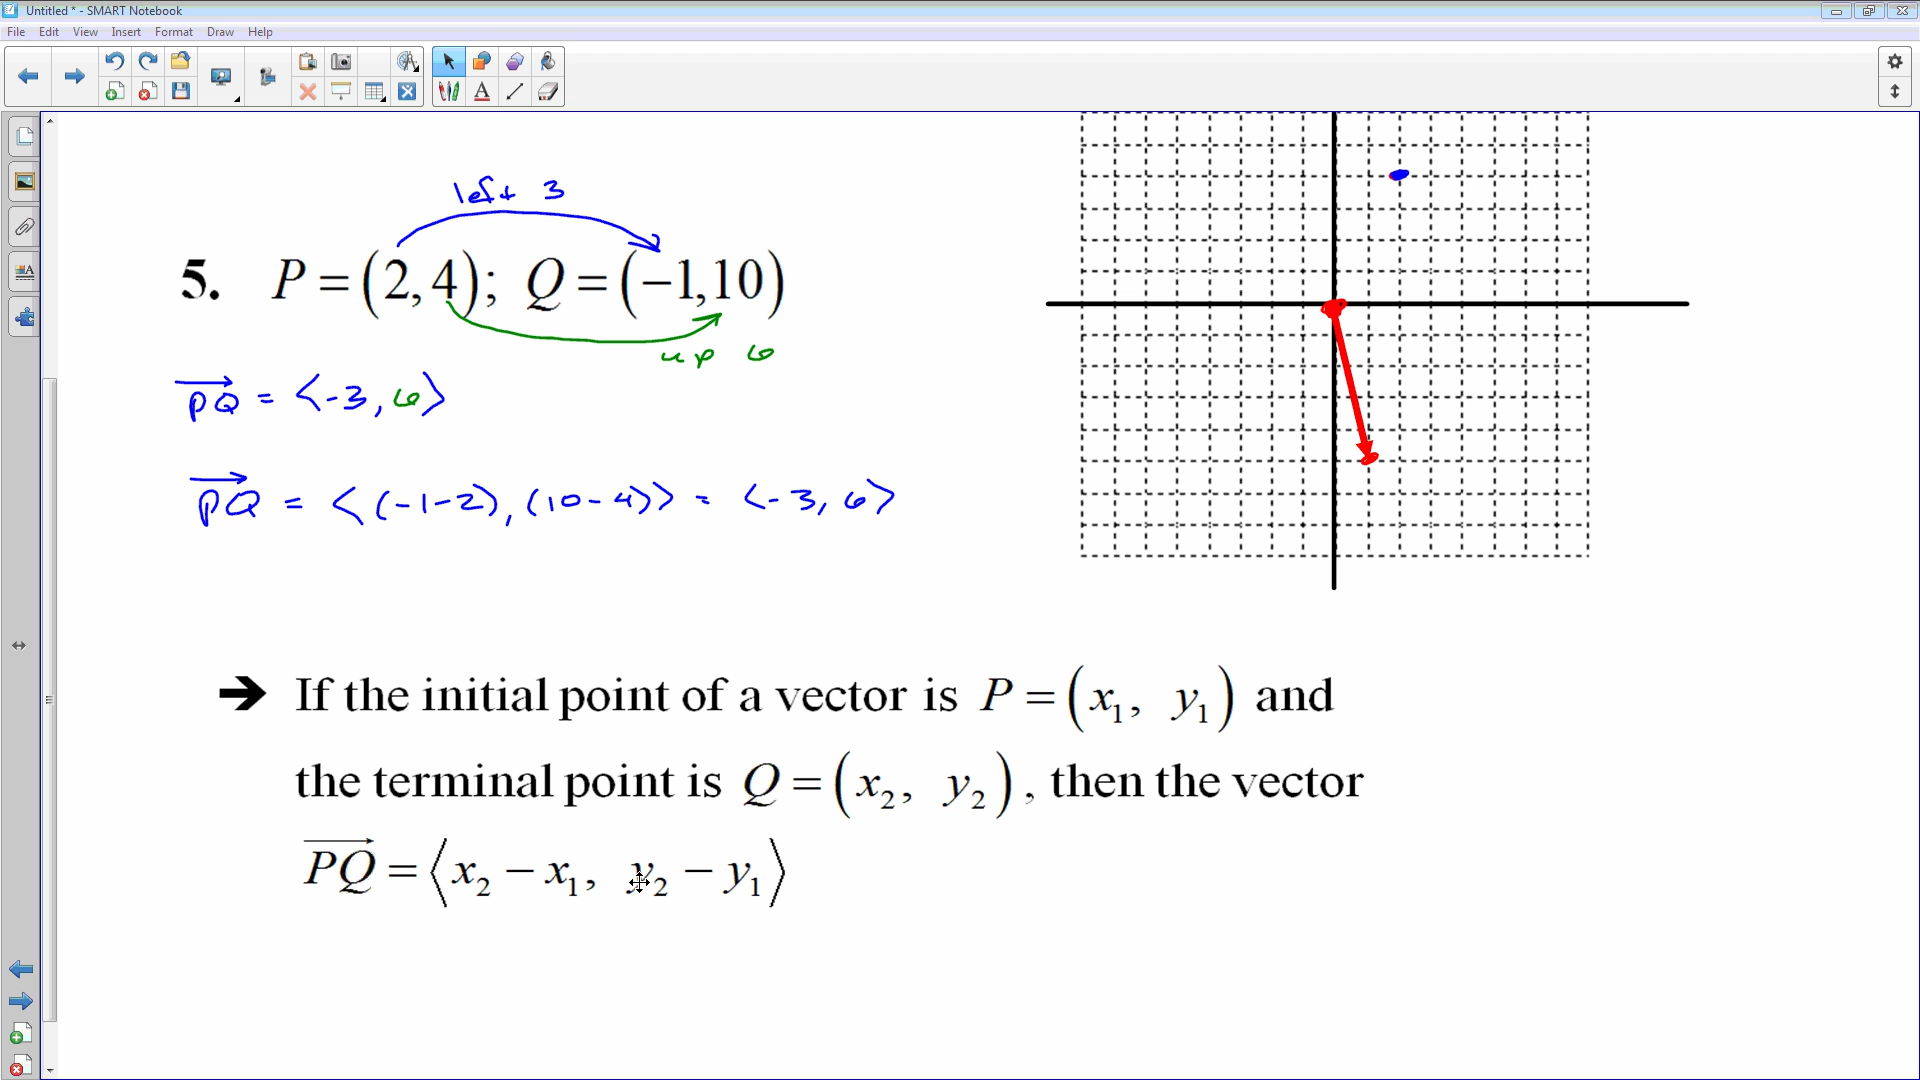 Untitled * - SMART Notebook
File Edit View Insert Format Draw Help
left 3
5. P = (2, 4); Q = (−1,10)
up 6
PQ = ⟨-3, 6⟩
PQ = ⟨(-1-2), (10-4)⟩ = ⟨-3, 6⟩
➔ If the initial point of a vector is P = (x₁, y₁) and
the terminal point is Q = (x₂, y₂), then the vector
PQ = ⟨x₂ − x₁, y₂ − y₁⟩